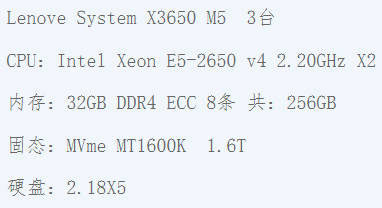 Lenove System X3650 M5  3台
CPU: Intel Xeon E5-2650 v4 2.20GHz X2
内存: 32GB DDR4 ECC 8条 共: 256GB
固态: MVme MT1600K  1.6T
硬盘: 2.18X5